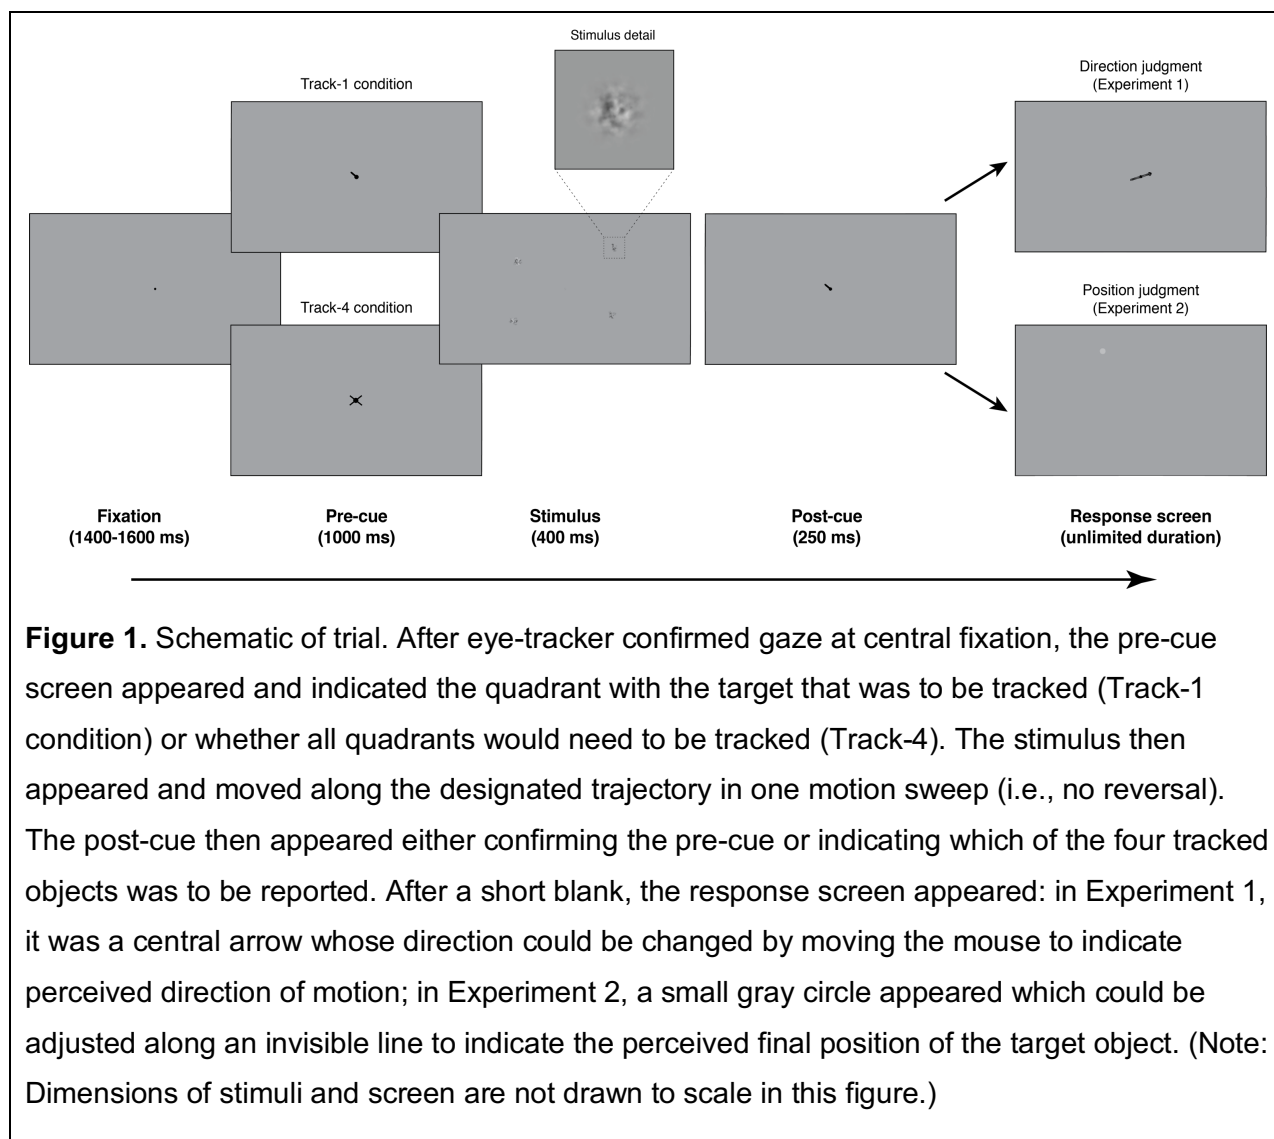 Stimulus detail
Track-1 condition
Direction judgment
(Experiment 1)
Track-4 condition
Position judgment
(Experiment 2)
Fixation
(1400-1600 ms)
Pre-cue
(1000 ms)
Stimulus
(400 ms)
Post-cue
(250 ms)
Response screen
(unlimited duration)
Figure 1. Schematic of trial. After eye-tracker confirmed gaze at central fixation, the pre-cue
screen appeared and indicated the quadrant with the target that was to be tracked (Track-1
condition) or whether all quadrants would need to be tracked (Track-4). The stimulus then
appeared and moved along the designated trajectory in one motion sweep (i.e., no reversal).
The post-cue then appeared either confirming the pre-cue or indicating which of the four tracked
objects was to be reported. After a short blank, the response screen appeared: in Experiment 1,
it was a central arrow whose direction could be changed by moving the mouse to indicate
perceived direction of motion; in Experiment 2, a small gray circle appeared which could be
adjusted along an invisible line to indicate the perceived final position of the target object. (Note:
Dimensions of stimuli and screen are not drawn to scale in this figure.)